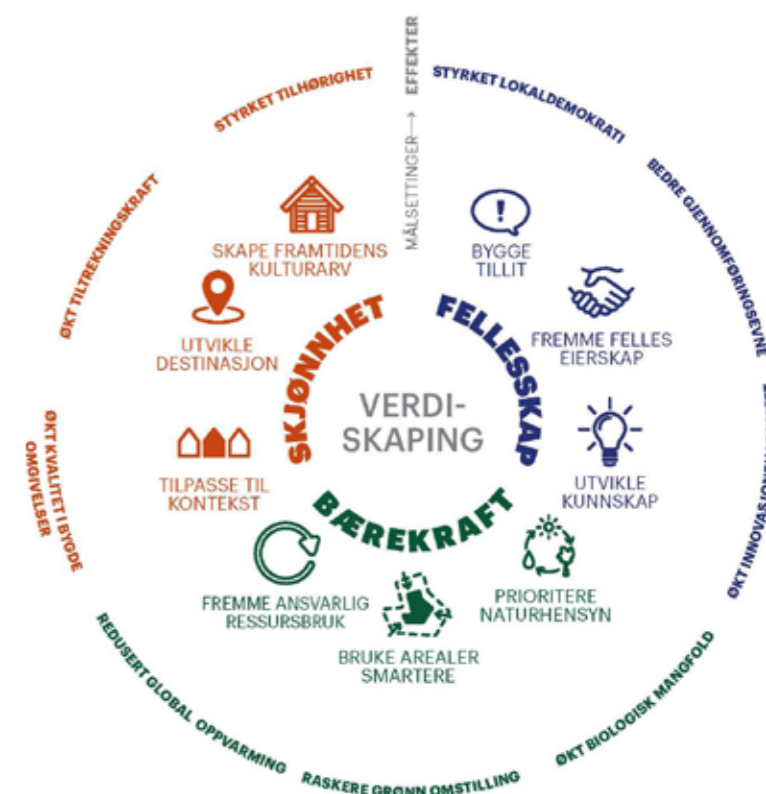 MÅLSETTINGER→ EFFEKTER
VERDI-
SKAPING
SKJØNNHET
SKAPE FRAMTIDENS
KULTURARV
UTVIKLE
DESTINASJON
TILPASSE TIL
KONTEKST
STYRKET TILHØRIGHET
ØKT TILTREKNINGSKRAFT
ØKT KVALITET I BYGDE
OMGIVELSER
FELLESSKAP
BYGGE
TILLIT
FREMME FELLES
EIERSKAP
UTVIKLE
KUNNSKAP
STYRKET LOKALDEMOKRATI
BEDRE GJENNOMFØRINGSEVNE
ØKT INNOVASJONS
BÆREKRAFT
PRIORITERE
NATURHENSYN
BRUKE AREALER
SMARTERE
FREMME ANSVARLIG
RESSURSBRUK
ØKT BIOLOGISK MANGFOLD
RASKERE GRØNN OMSTILLING
REDUSERT GLOBAL OPPVARMING